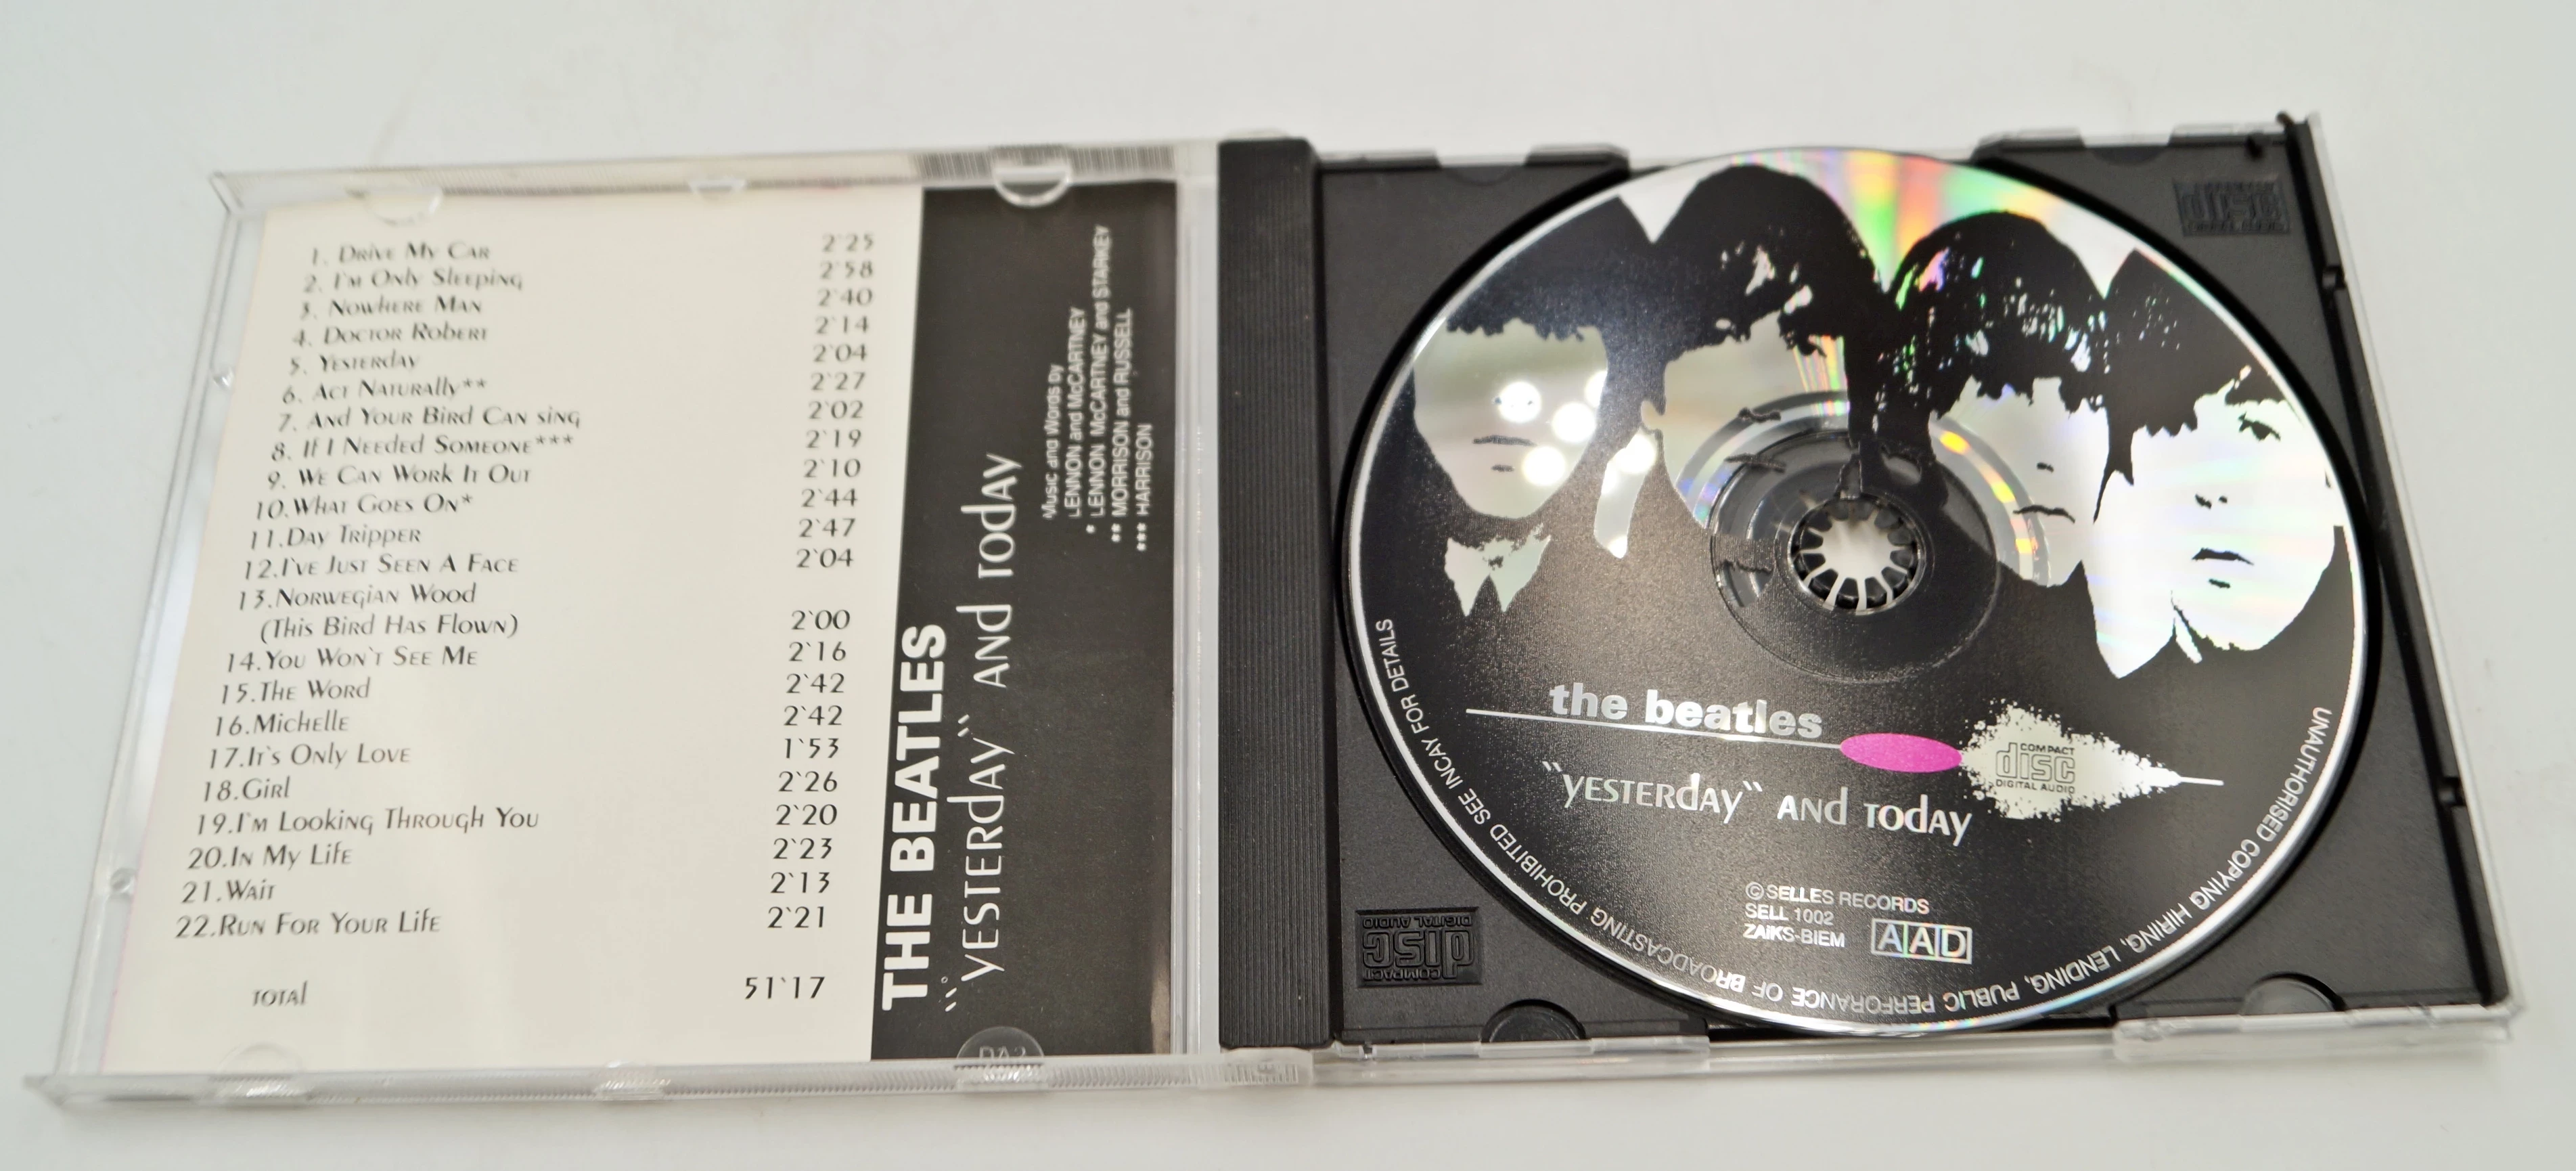 1. Drive My Car 2`25
2. I'm Only Sleeping 2`58
3. Nowhere Man 2`40
4. Doctor Robert 2`14
5. Yesterday 2`04
6. Act Naturally** 2`27
7. And Your Bird Can sing 2`02
8. If I Needed Someone*** 2`19
9. We Can Work It Out 2`10
10.What Goes On* 2`44
11.Day Tripper 2`47
12.I've Just Seen A Face 2`04
13.Norwegian Wood
(This Bird Has Flown) 2`00
14.You Won`t See Me 2`16
15.The Word 2`42
16.Michelle 2`42
17.It`s Only Love 1`53
18.Girl 2`26
19.I`m Looking Through You 2`20
20.In My Life 2`23
21.Wait 2`13
22.Run For Your Life 2`21
total 51`17
THE BEATLES
``yesterday`` and today
Music and Words by
LENNON and McCARTNEY
* LENNON McCARTNEY and STARKEY
** MORRISON and RUSSELL
*** HARRISON
the beatles
``yesterday`` and today
COMPACT
disc
DIGITAL AUDIO
© SELLES RECORDS
SELL 1002
ZAIKS-BIEM
AAD
UNAUTHORISED COPYING HIRING, LENDING, PUBLIC PERFORANCE OF BROADCASTING PROHIBITED SEE INCAY FOR DETAILS
COMPACT
disc
DIGITAL AUDIO
disc